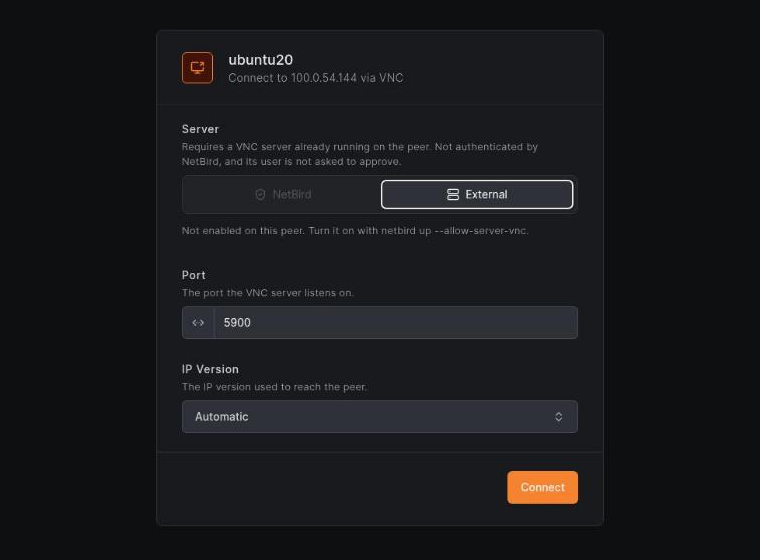 ubuntu20
Connect to 100.0.54.144 via VNC
Server
Requires a VNC server already running on the peer. Not authenticated by
NetBird, and its user is not asked to approve.
NetBird
External
Not enabled on this peer. Turn it on with netbird up --allow-server-vnc.
Port
The port the VNC server listens on.
5900
IP Version
The IP version used to reach the peer.
Automatic
Connect